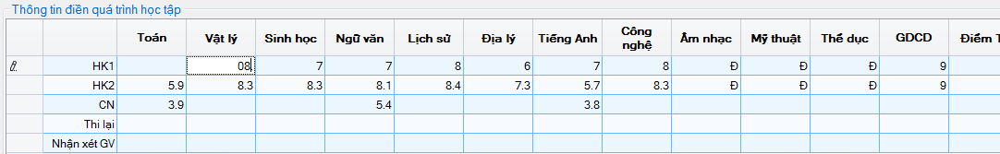 Thông tin điền quá trình học tập
Toán Vật lý Sinh học Ngữ văn Lịch sử Địa lý Tiếng Anh Công nghệ Âm nhạc Mỹ thuật Thể dục GDCD Điểm T
HK1 08 7 7 8 6 7 8 Đ Đ Đ 9
HK2 5.9 8.3 8.3 8.1 8.4 7.3 5.7 8.3 Đ Đ Đ 9
CN 3.9 5.4 3.8
Thi lại
Nhận xét GV